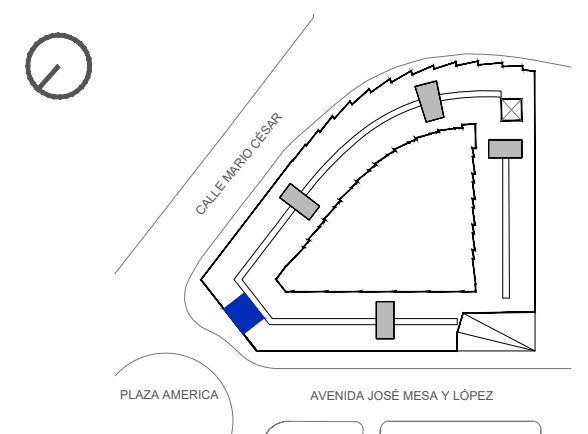 CALLE MARIO CÉSAR
PLAZA AMERICA
AVENIDA JOSÉ MESA Y LÓPEZ